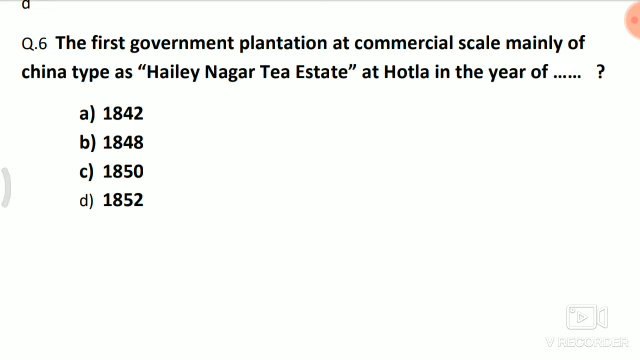 d
Q.6 The first government plantation at commercial scale mainly of
china type as “Hailey Nagar Tea Estate” at Hotla in the year of ...... ?
a) 1842
b) 1848
c) 1850
d) 1852
V RECORDER